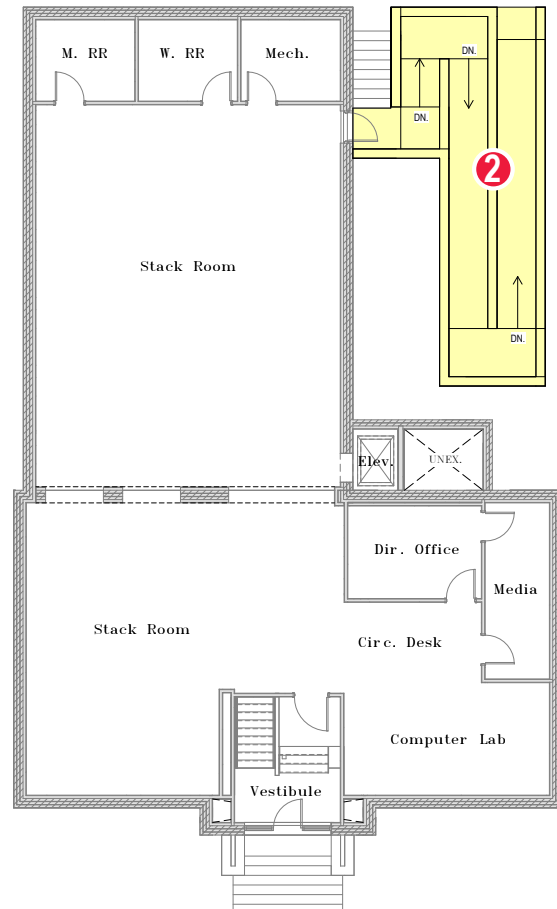 M. RR
W. RR
Mech.
DN.
DN.
2
Stack Room
DN.
Elev.
UNEX.
Dir. Office
Media
Stack Room
Circ. Desk
Computer Lab
Vestibule